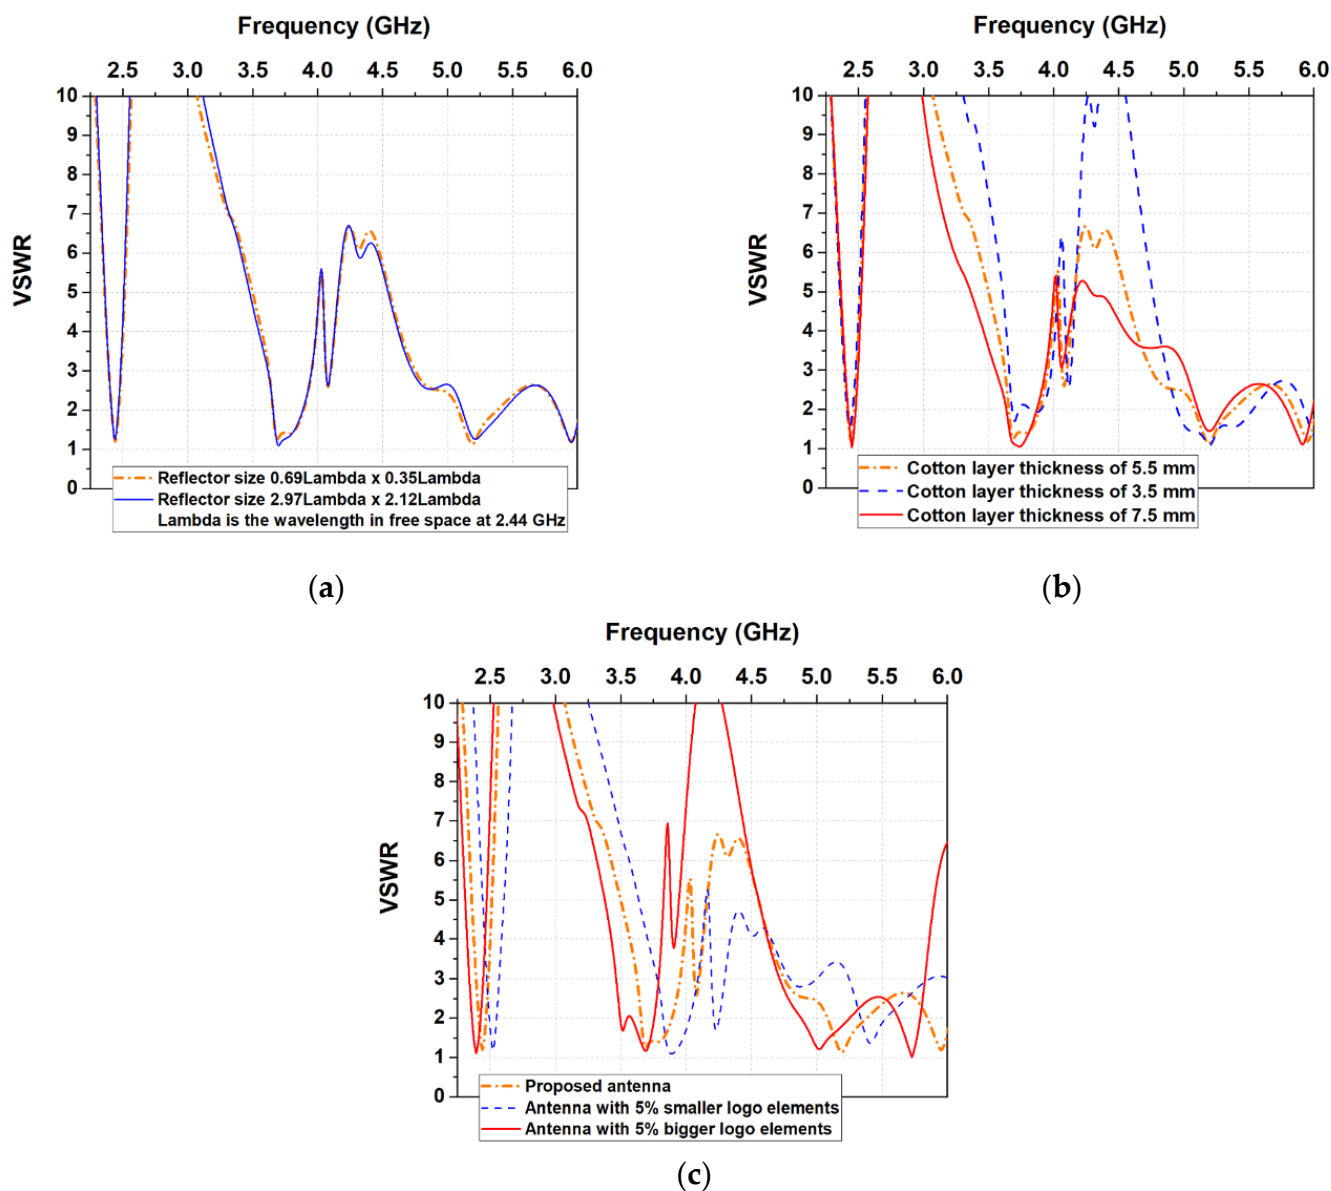 Frequency (GHz)
2.5 3.0 3.5 4.0 4.5 5.0 5.5 6.0
10
9
8
7
6
5
4
3
2
1
0
VSWR
Reflector size 0.69Lambda x 0.35Lambda
Reflector size 2.97Lambda x 2.12Lambda
Lambda is the wavelength in free space at 2.44 GHz
(a)
Frequency (GHz)
2.5 3.0 3.5 4.0 4.5 5.0 5.5 6.0
10
9
8
7
6
5
4
3
2
1
0
VSWR
Cotton layer thickness of 5.5 mm
Cotton layer thickness of 3.5 mm
Cotton layer thickness of 7.5 mm
(b)
Frequency (GHz)
2.5 3.0 3.5 4.0 4.5 5.0 5.5 6.0
10
9
8
7
6
5
4
3
2
1
0
VSWR
Proposed antenna
Antenna with 5% smaller logo elements
Antenna with 5% bigger logo elements
(c)